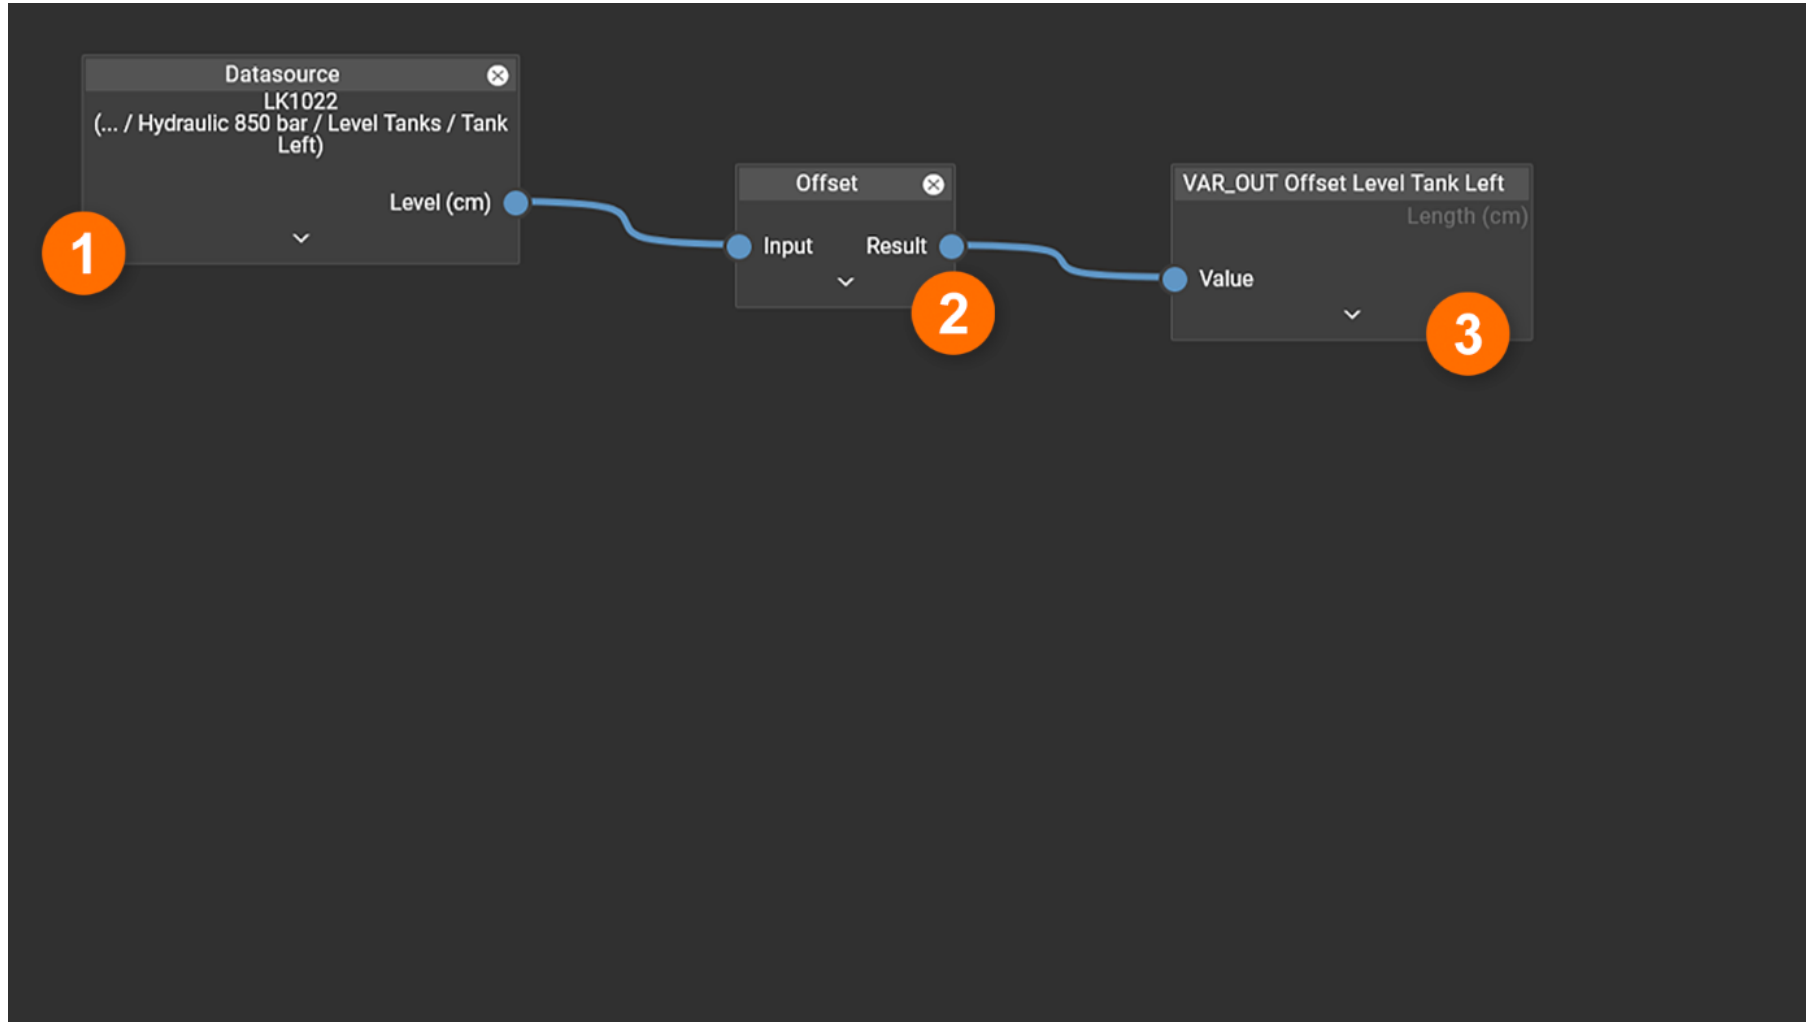 Datasource
LK1022
(... / Hydraulic 850 bar / Level Tanks / Tank
Left)
Level (cm)
1
Offset
Input Result
2
VAR_OUT Offset Level Tank Left
Length (cm)
Value
3